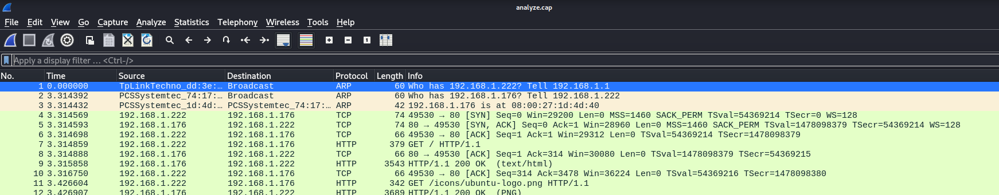 analyze.cap
File Edit View Go Capture Analyze Statistics Telephony Wireless Tools Help
Apply a display filter … <Ctrl-/>
No. Time Source Destination Protocol Length Info
1 0.000000 TpLinkTechno_dd:3e:… Broadcast ARP 60 Who has 192.168.1.222? Tell 192.168.1.1
2 3.314392 PCSSystemtec_74:17:… Broadcast ARP 60 Who has 192.168.1.176? Tell 192.168.1.222
3 3.314432 PCSSystemtec_1d:4d:… PCSSystemtec_74:17:… ARP 42 192.168.1.176 is at 08:00:27:1d:4d:40
4 3.314569 192.168.1.222 192.168.1.176 TCP 74 49530 → 80 [SYN] Seq=0 Win=29200 Len=0 MSS=1460 SACK_PERM TSval=54369214 TSecr=0 WS=128
5 3.314593 192.168.1.176 192.168.1.222 TCP 74 80 → 49530 [SYN, ACK] Seq=0 Ack=1 Win=28960 Len=0 MSS=1460 SACK_PERM TSval=1478098379 TSecr=54369214 WS=128
6 3.314698 192.168.1.222 192.168.1.176 TCP 66 49530 → 80 [ACK] Seq=1 Ack=1 Win=29312 Len=0 TSval=54369214 TSecr=1478098379
7 3.314859 192.168.1.222 192.168.1.176 HTTP 379 GET / HTTP/1.1
8 3.314888 192.168.1.176 192.168.1.222 TCP 66 80 → 49530 [ACK] Seq=1 Ack=314 Win=30080 Len=0 TSval=1478098379 TSecr=54369215
9 3.315858 192.168.1.176 192.168.1.222 HTTP 3543 HTTP/1.1 200 OK (text/html)
10 3.316750 192.168.1.222 192.168.1.176 TCP 66 49530 → 80 [ACK] Seq=314 Ack=3478 Win=36224 Len=0 TSval=54369216 TSecr=1478098380
11 3.426604 192.168.1.222 192.168.1.176 HTTP 342 GET /icons/ubuntu-logo.png HTTP/1.1
12 3.426907 192.168.1.176 192.168.1.222 HTTP 3689 HTTP/1.1 200 OK (PNG)